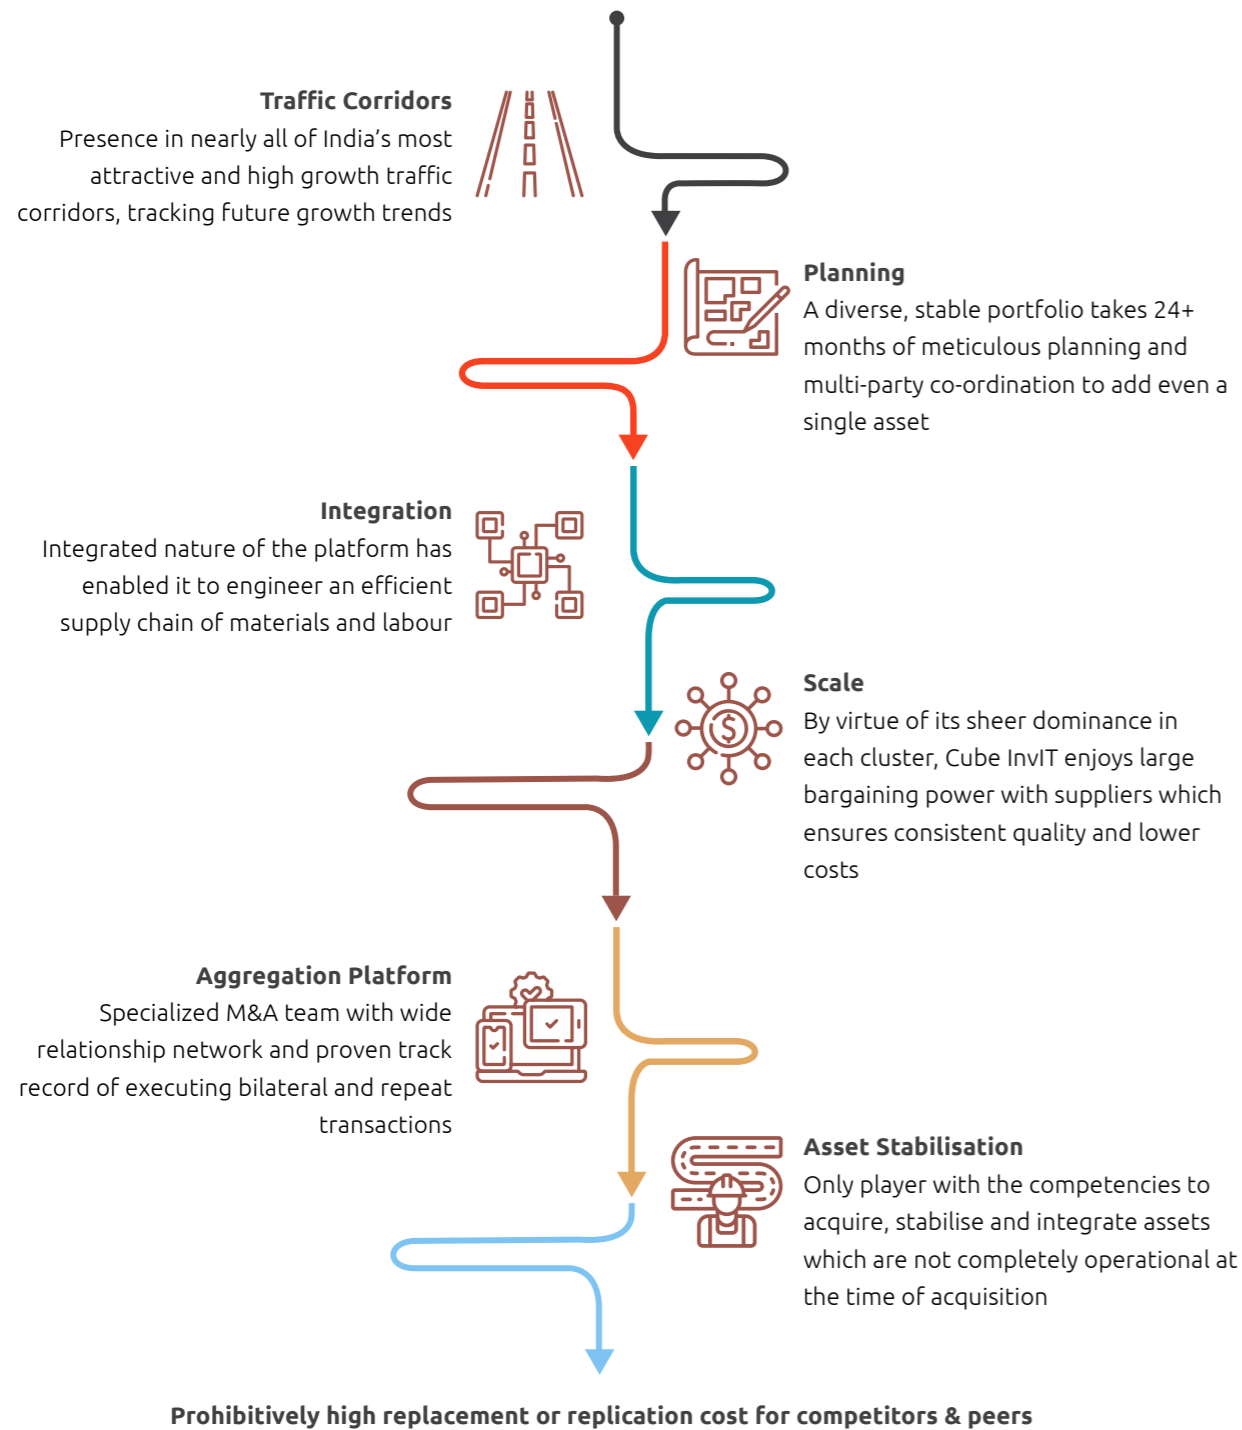 Traffic Corridors
Presence in nearly all of India’s most
attractive and high growth traffic
corridors, tracking future growth trends
Planning
A diverse, stable portfolio takes 24+
months of meticulous planning and
multi-party co-ordination to add even a
single asset
Integration
Integrated nature of the platform has
enabled it to engineer an efficient
supply chain of materials and labour
Scale
By virtue of its sheer dominance in
each cluster, Cube InvIT enjoys large
bargaining power with suppliers which
ensures consistent quality and lower
costs
$
Aggregation Platform
Specialized M&A team with wide
relationship network and proven track
record of executing bilateral and repeat
transactions
Asset Stabilisation
Only player with the competencies to
acquire, stabilise and integrate assets
which are not completely operational at
the time of acquisition
Prohibitively high replacement or replication cost for competitors & peers